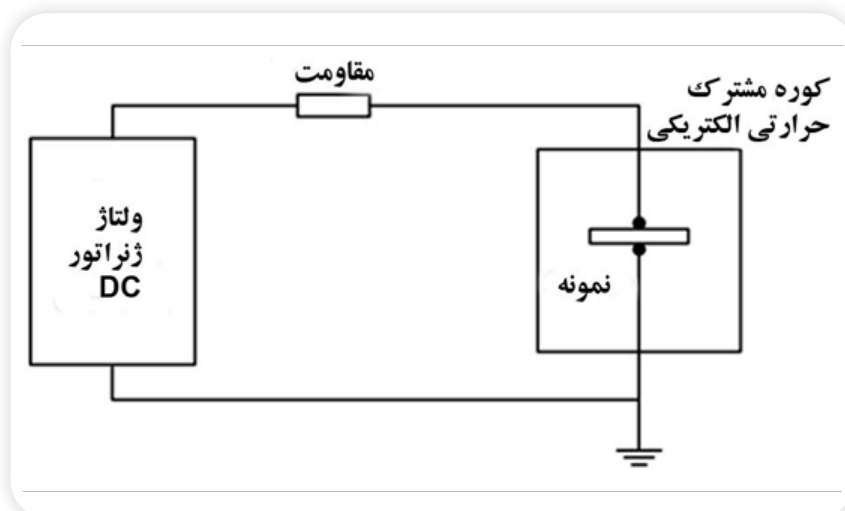 مقاومت
کوره مشترک
حرارتی الکتریکی
ولتاژ
ژنراتور
DC
نمونه